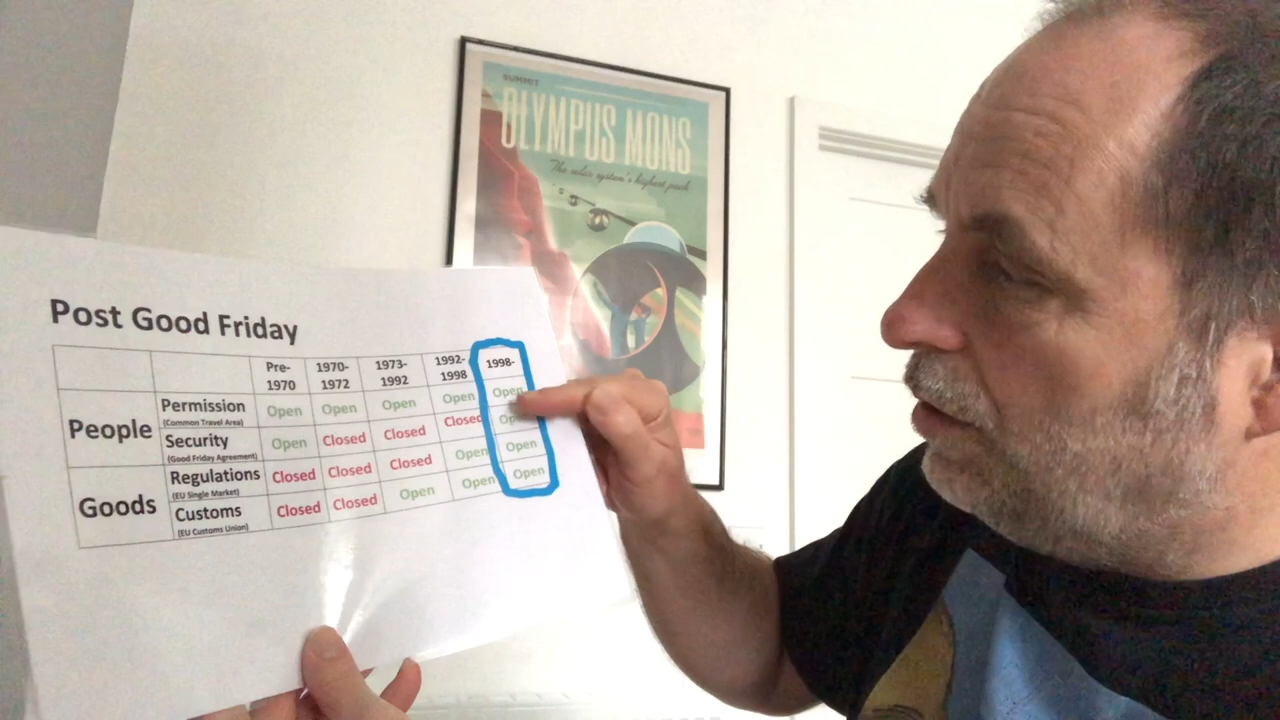 SUMMIT
OLYMPUS MONS
The solar system's highest peak
Post Good Friday
Pre-1970 1970-1972 1973-1992 1992-1998 1998-
People Permission (Common Travel Area) Open Open Open Open Open
Security (Good Friday Agreement) Open Closed Closed Closed
Goods Regulations (EU Single Market) Closed Closed Closed Open Open
Customs (EU Customs Union) Closed Closed Open Open Open